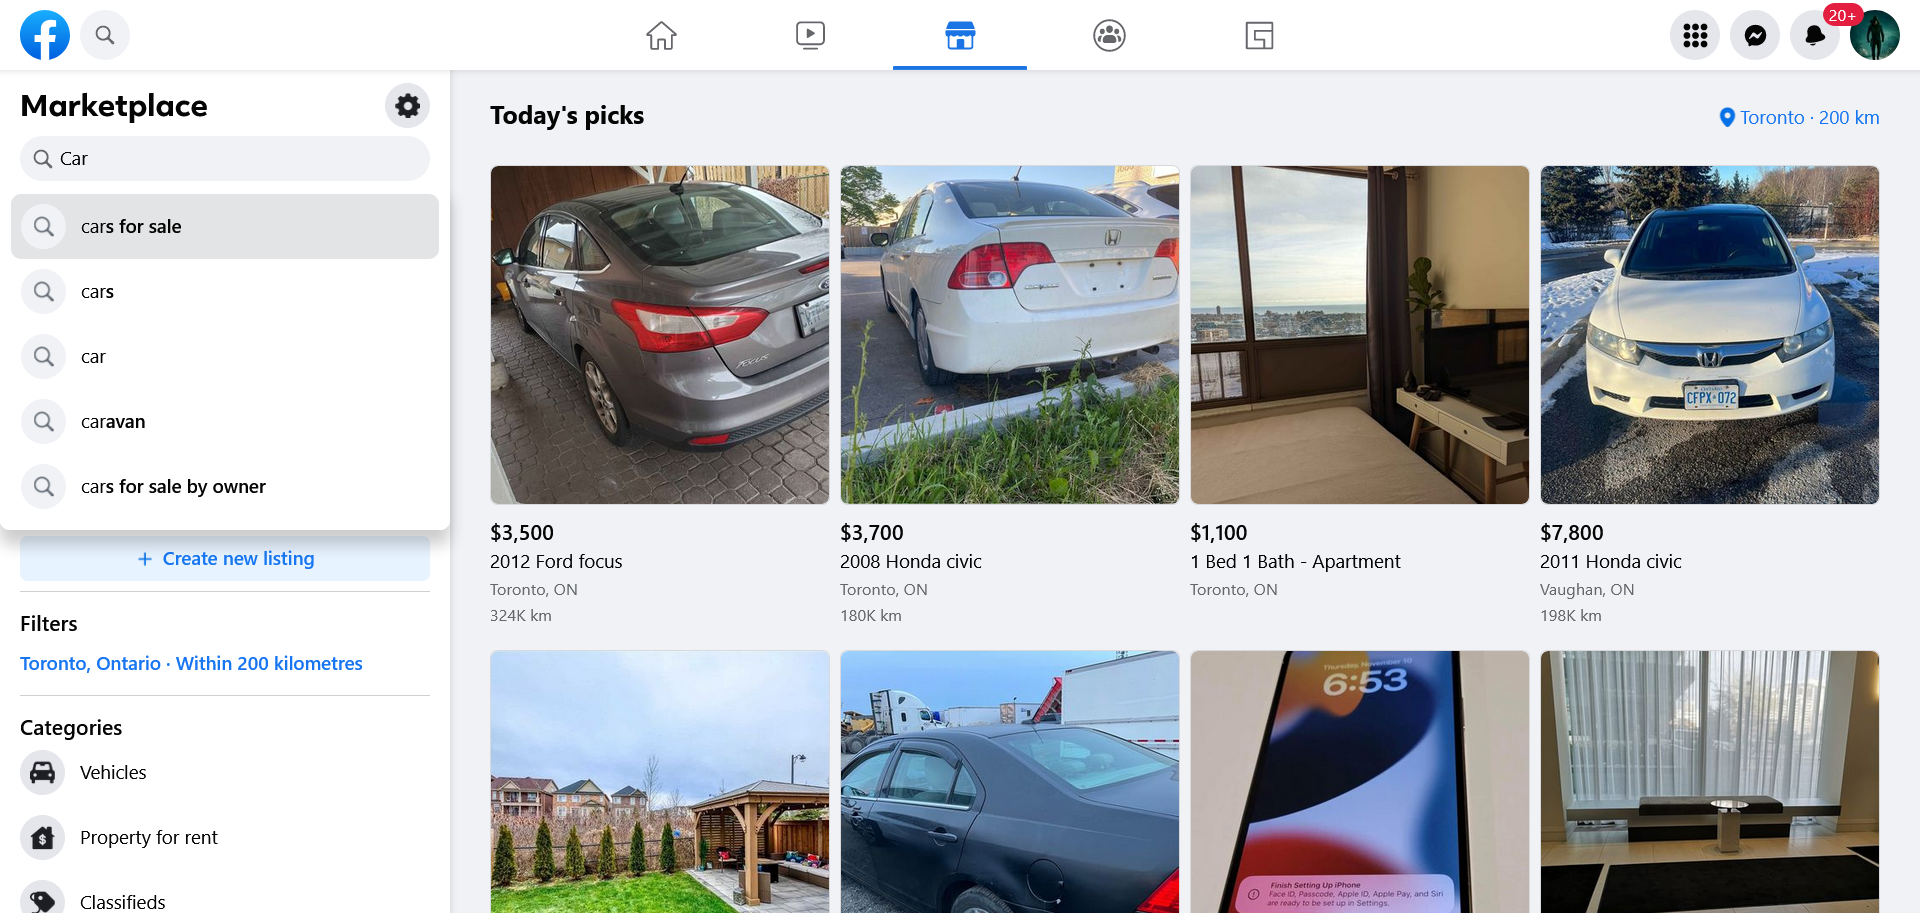 20+
Marketplace
Car
cars for sale
cars
car
caravan
cars for sale by owner
+ Create new listing
Filters
Toronto, Ontario · Within 200 kilometres
Categories
Vehicles
Property for rent
Classifieds
Today's picks
Toronto · 200 km
FOCUS
CFPX·072
$3,500
2012 Ford focus
Toronto, ON
324K km
$3,700
2008 Honda civic
Toronto, ON
180K km
$1,100
1 Bed 1 Bath - Apartment
Toronto, ON
$7,800
2011 Honda civic
Vaughan, ON
198K km
Thursday, November 10
6:53
Finish Setting Up iPhone
Face ID, Passcode, Apple ID, Apple Pay, and Siri
are ready to be set up in Settings.